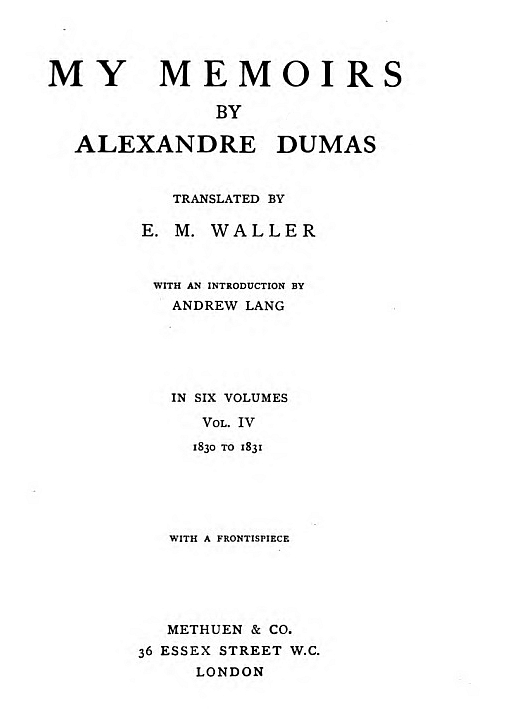 MY MEMOIRS
BY
ALEXANDRE DUMAS
TRANSLATED BY
E. M. WALLER
WITH AN INTRODUCTION BY
ANDREW LANG
IN SIX VOLUMES
VOL. IV
1830 TO 1831
WITH A FRONTISPIECE
METHUEN & CO.
36 ESSEX STREET W.C.
LONDON